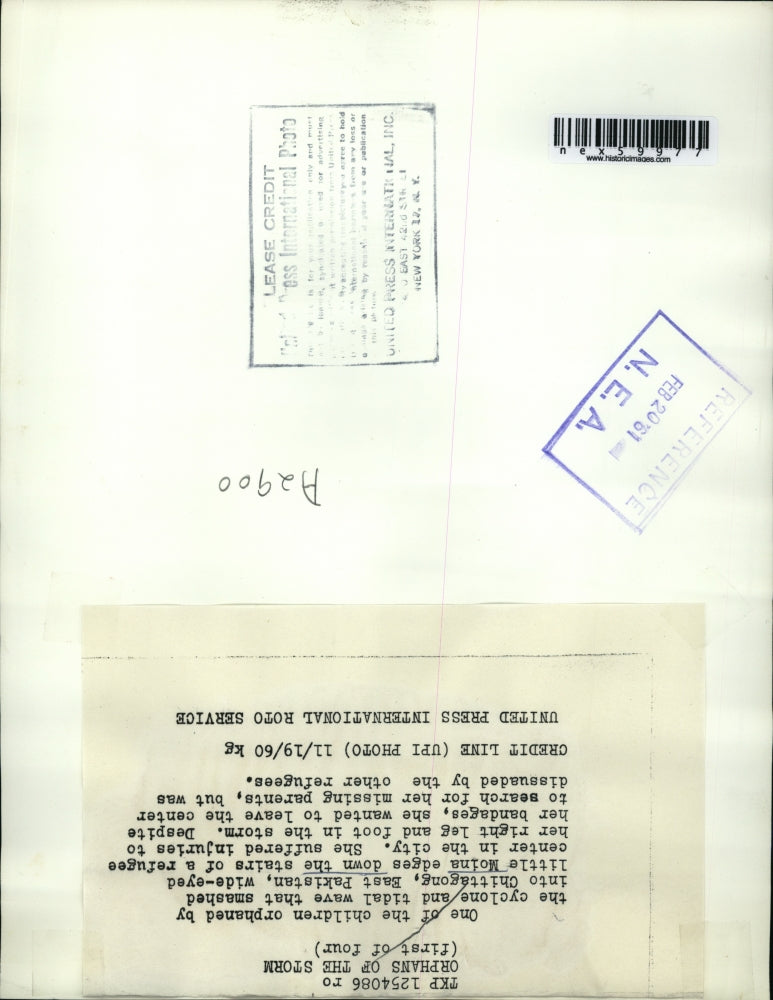 LEASE CREDIT
ess International Photo
UNITED PRESS INTERNATI NAL, INC.
EAST 42ND
NEW YORK 17, N. Y.
nex59977
www.historicimages.com
REFERENCE
FEB 20 '61
N.E.A.
A2900
TKP 1254086 ro
ORPHANS OF THE STORM
(first of four)
One of the children orphaned by
the cyclone and tidal wave that smashed
into Chittagong, East Pakistan, wide-eyed
little Moina edges down the stairs of a refugee
center in the city. She suffered injuries to
her right leg and foot in the storm. Despite
her bandages, she wanted to leave the center
to search for her missing parents, but was
dissuaded by the other refugees.
CREDIT LINE (UPI PHOTO) 11/19/60 kg
UNITED PRESS INTERNATIONAL ROTO SERVICE